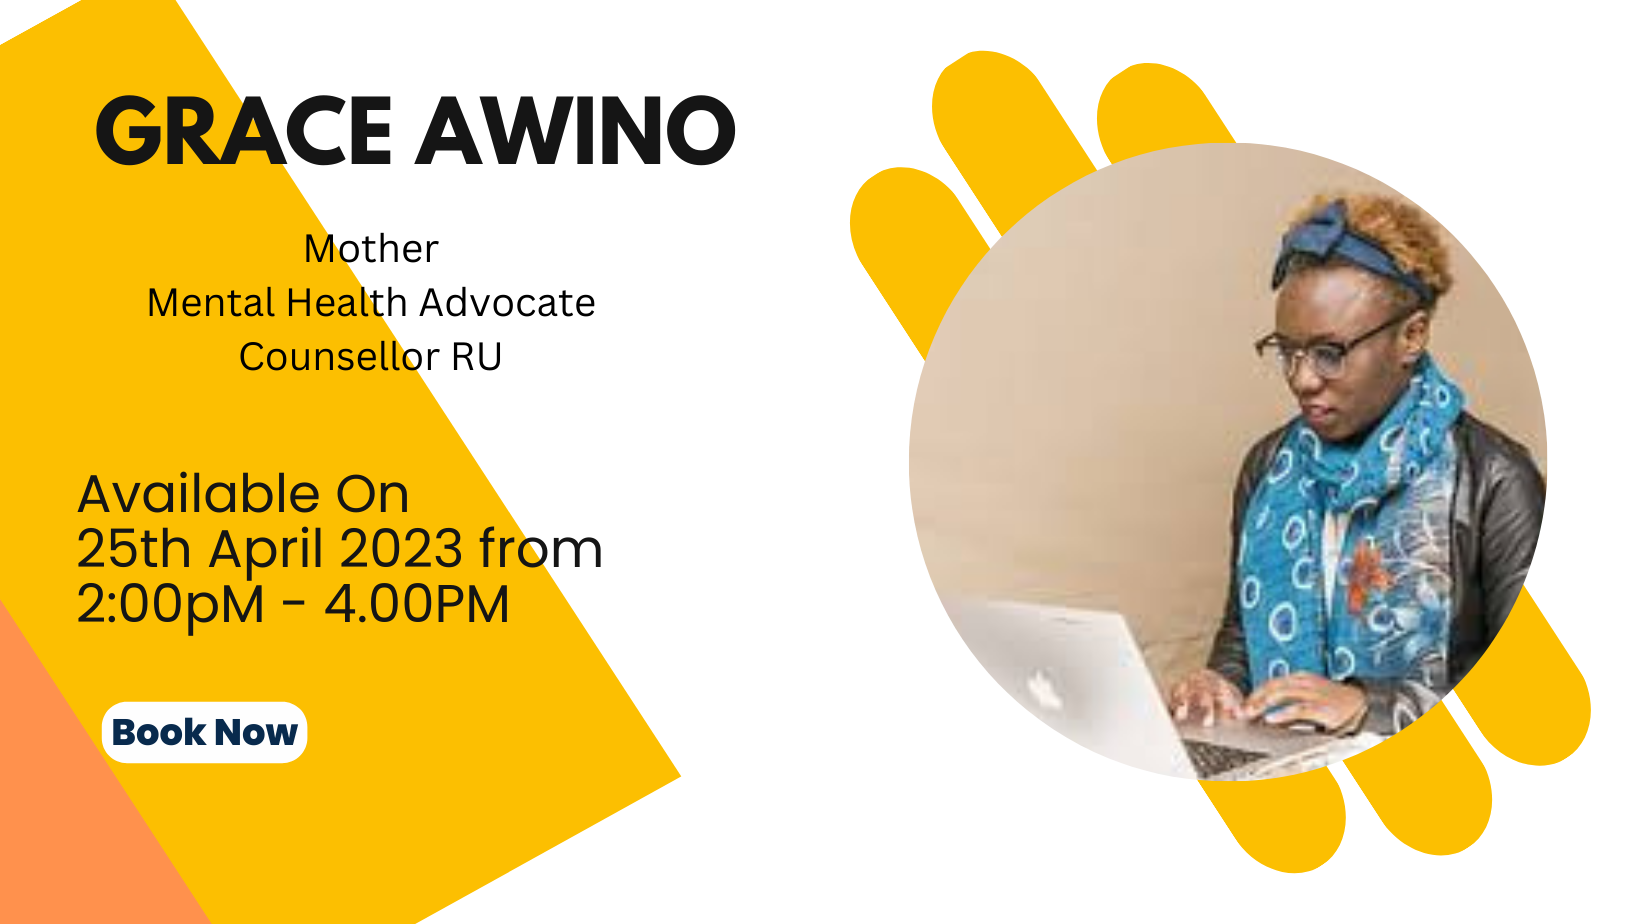 GRACE AWINO
Mother
Mental Health Advocate
Counsellor RU
Available On
25th April 2023 from
2:00pM - 4.00PM
Book Now